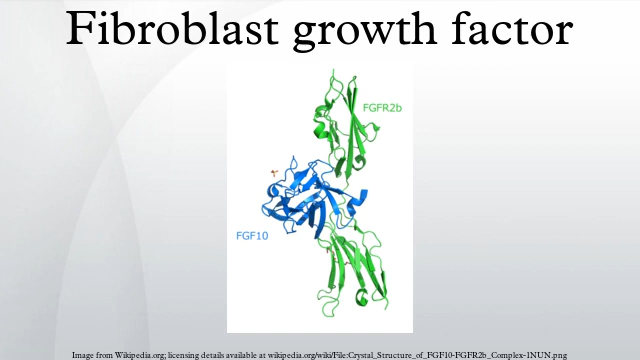 Fibroblast growth factor
FGFR2b
FGF10
Image from Wikipedia.org; licensing details available at wikipedia.org/wiki/File:Crystal_Structure_of_FGF10-FGFR2b_Complex-1NUN.png